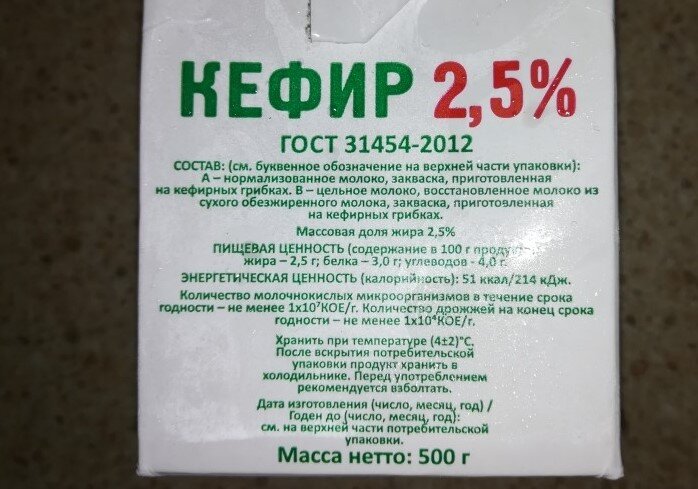 КЕФИР 2,5%
ГОСТ 31454-2012
СОСТАВ: (см. буквенное обозначение на верхней части упаковки):
А – нормализованное молоко, закваска, приготовленная
на кефирных грибках. В – цельное молоко, восстановленное молоко из
сухого обезжиренного молока, закваска, приготовленная
на кефирных грибках.
Массовая доля жира 2,5%
ПИЩЕВАЯ ЦЕННОСТЬ (содержание в 100 г
жира – 2,5 г; белка – 3,0 г; углеводов - 4,0 г.
ЭНЕРГЕТИЧЕСКАЯ ЦЕННОСТЬ (калорийность): 51 ккал/214 кДж.
Количество молочнокислых микроорганизмов в течение срока
годности – не менее 1х10⁷КОЕ/г. Количество дрожжей на конец срока
годности – не менее 1х10⁴КОЕ/г.
Хранить при температуре (4±2)°С.
После вскрытия потребительской
упаковки продукт хранить в
холодильнике. Перед употреблением
рекомендуется взболтать.
Дата изготовления (число, месяц, год) /
Годен до (число, месяц, год):
см. на верхней части потребительской
упаковки.
Масса нетто: 500 г